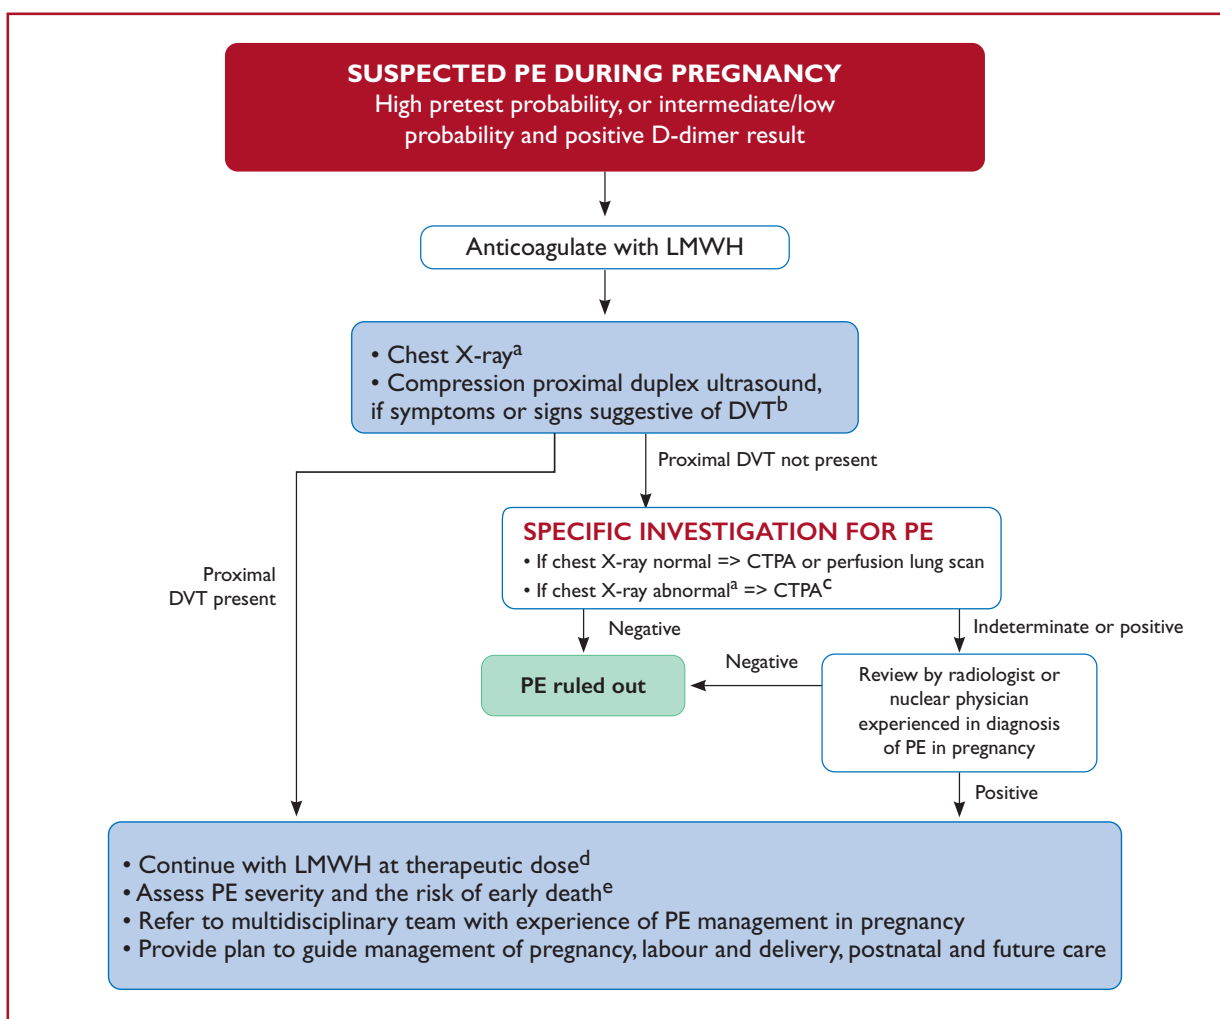 SUSPECTED PE DURING PREGNANCY
High pretest probability, or intermediate/low
probability and positive D-dimer result
Anticoagulate with LMWH
• Chest X-rayᵃ
• Compression proximal duplex ultrasound,
if symptoms or signs suggestive of DVTᵇ
Proximal DVT not present
SPECIFIC INVESTIGATION FOR PE
• If chest X-ray normal => CTPA or perfusion lung scan
• If chest X-ray abnormalᵃ => CTPAᶜ
Proximal
DVT present
Negative
Indeterminate or positive
PE ruled out
Negative
Review by radiologist or
nuclear physician
experienced in diagnosis
of PE in pregnancy
Positive
• Continue with LMWH at therapeutic doseᵈ
• Assess PE severity and the risk of early deathᵉ
• Refer to multidisciplinary team with experience of PE management in pregnancy
• Provide plan to guide management of pregnancy, labour and delivery, postnatal and future care